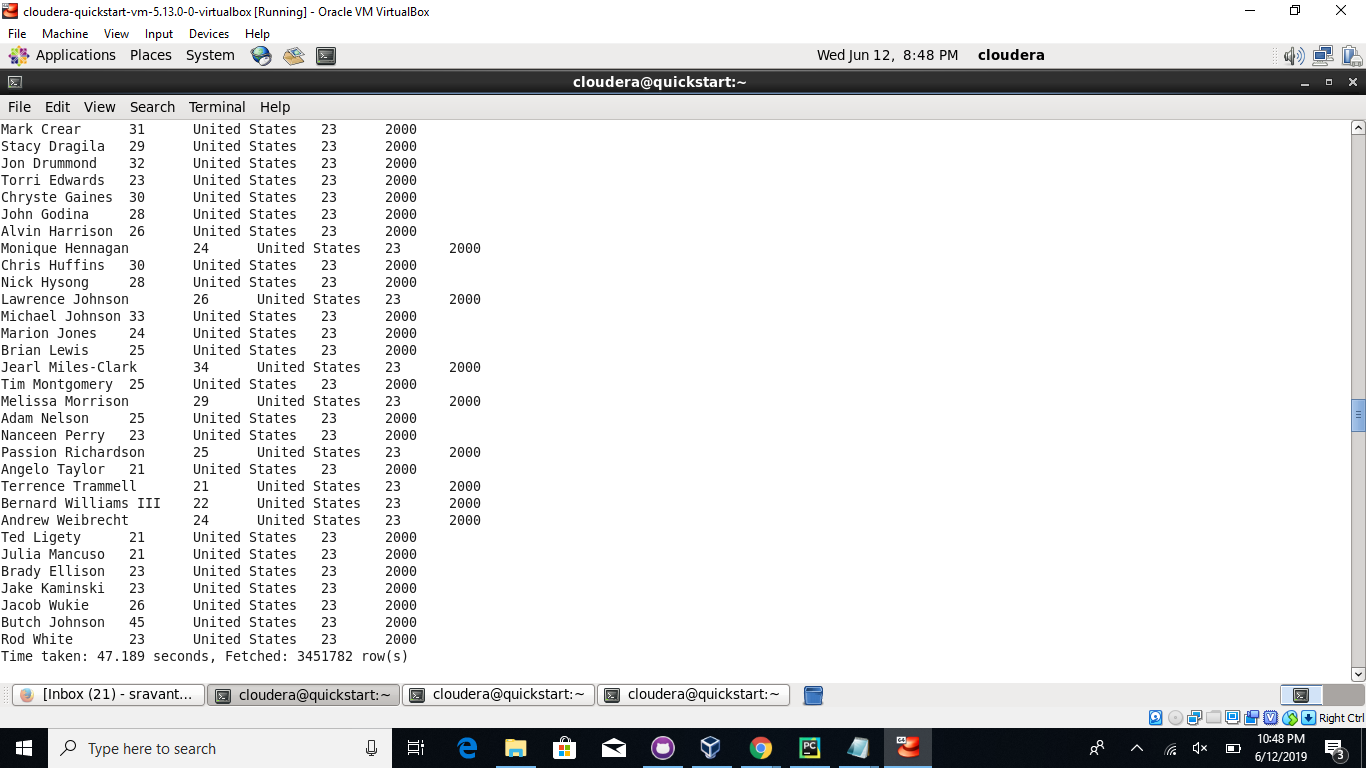 cloudera-quickstart-vm-5.13.0-0-virtualbox [Running] - Oracle VM VirtualBox
File Machine View Input Devices Help
Applications Places System Wed Jun 12, 8:48 PM cloudera
cloudera@quickstart:~
File Edit View Search Terminal Help
Mark Crear 31 United States 23 2000
Stacy Dragila 29 United States 23 2000
Jon Drummond 32 United States 23 2000
Torri Edwards 23 United States 23 2000
Chryste Gaines 30 United States 23 2000
John Godina 28 United States 23 2000
Alvin Harrison 26 United States 23 2000
Monique Hennagan 24 United States 23 2000
Chris Huffins 30 United States 23 2000
Nick Hysong 28 United States 23 2000
Lawrence Johnson 26 United States 23 2000
Michael Johnson 33 United States 23 2000
Marion Jones 24 United States 23 2000
Brian Lewis 25 United States 23 2000
Jearl Miles-Clark 34 United States 23 2000
Tim Montgomery 25 United States 23 2000
Melissa Morrison 29 United States 23 2000
Adam Nelson 25 United States 23 2000
Nanceen Perry 23 United States 23 2000
Passion Richardson 25 United States 23 2000
Angelo Taylor 21 United States 23 2000
Terrence Trammell 21 United States 23 2000
Bernard Williams III 22 United States 23 2000
Andrew Weibrecht 24 United States 23 2000
Ted Ligety 21 United States 23 2000
Julia Mancuso 21 United States 23 2000
Brady Ellison 23 United States 23 2000
Jake Kaminski 23 United States 23 2000
Jacob Wukie 26 United States 23 2000
Butch Johnson 45 United States 23 2000
Rod White 23 United States 23 2000
Time taken: 47.189 seconds, Fetched: 3451782 row(s)
[Inbox (21) - sravant... cloudera@quickstart:~ cloudera@quickstart:~ cloudera@quickstart:~
Right Ctrl
Type here to search
10:48 PM
6/12/2019
3